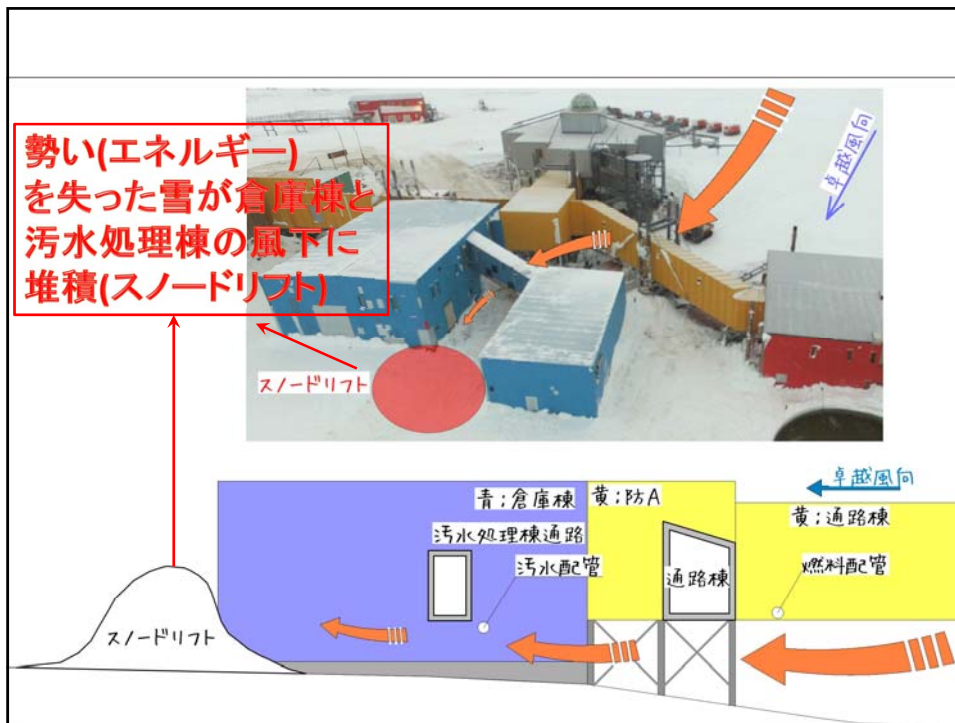 勢い(エネルギー)
を失った雪が倉庫棟と
汚水処理棟の風下に
堆積(スノードリフト)
卓越風向
スノードリフト
卓越風向
青;倉庫棟
黄;防A
黄;通路棟
汚水処理棟通路
汚水配管
通路棟
燃料配管
スノードリフト